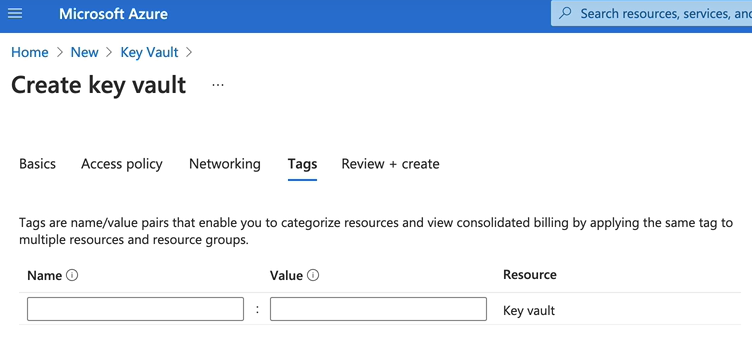 Microsoft Azure
Search resources, services, and
Home > New > Key Vault >
Create key vault ...
Basics Access policy Networking Tags Review + create
Tags are name/value pairs that enable you to categorize resources and view consolidated billing by applying the same tag to
multiple resources and resource groups.
Name Value Resource
: Key vault